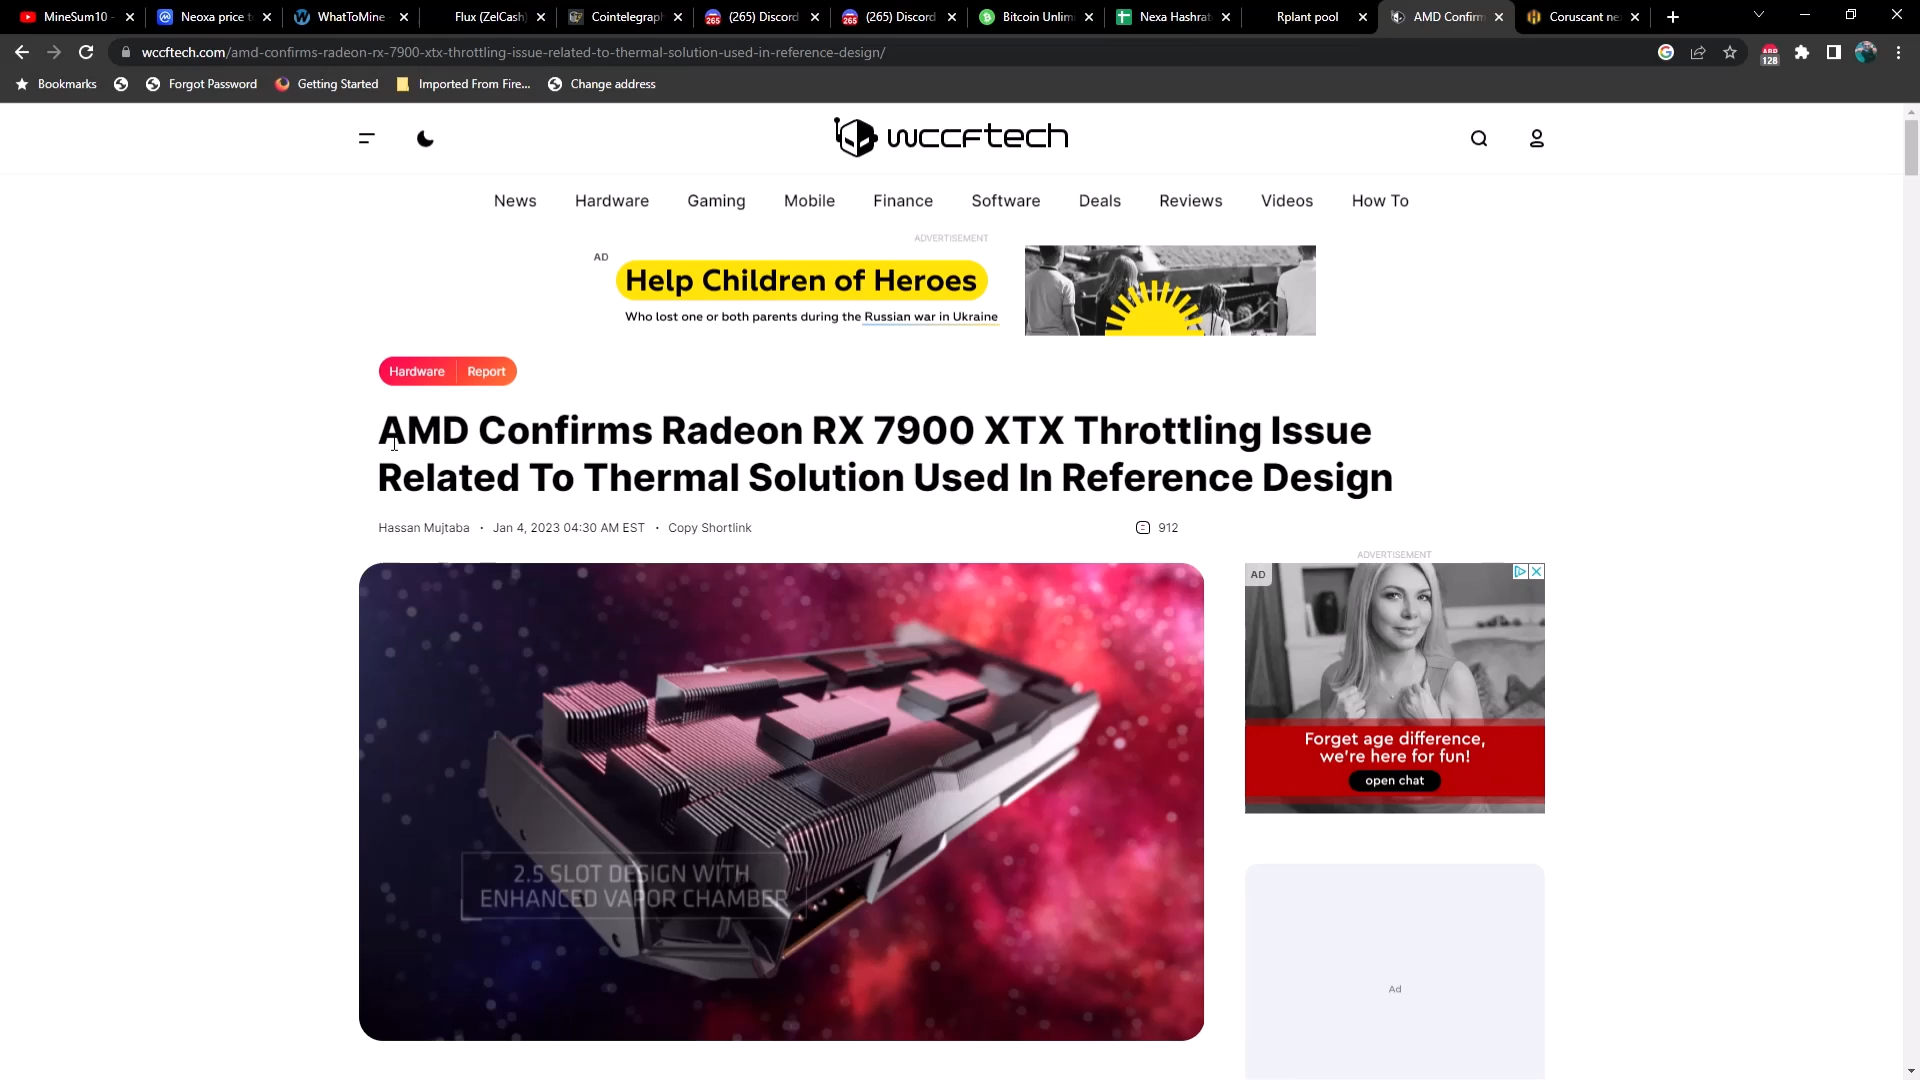 MineSum10 -
Neoxa price t
WhatToMine
Flux (ZelCash)
Cointelegraph
(265) Discord
(265) Discord
Bitcoin Unlim
Nexa Hashrat
Rplant pool
AMD Confirm
Coruscant ne
wccftech.com/amd-confirms-radeon-rx-7900-xtx-throttling-issue-related-to-thermal-solution-used-in-reference-design/
128
Bookmarks
Forgot Password
Getting Started
Imported From Fire...
Change address
wccftech
News
Hardware
Gaming
Mobile
Finance
Software
Deals
Reviews
Videos
How To
ADVERTISEMENT
AD
Help Children of Heroes
Who lost one or both parents during the Russian war in Ukraine
Hardware
Report
AMD Confirms Radeon RX 7900 XTX Throttling Issue
Related To Thermal Solution Used In Reference Design
Hassan Mujtaba • Jan 4, 2023 04:30 AM EST • Copy Shortlink
912
2.5 SLOT DESIGN WITH
ENHANCED VAPOR CHAMBER
ADVERTISEMENT
AD
Forget age difference,
we're here for fun!
open chat
Ad